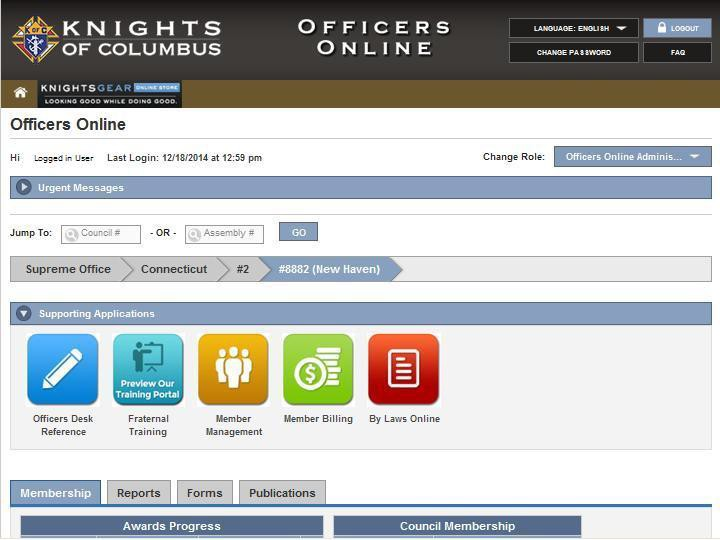 K of C
KNIGHTS
OF COLUMBUS
OFFICERS
ONLINE
LANGUAGE: ENGLISH
LOGOUT
CHANGE PASSWORD
FAQ
KNIGHTSGEAR ONLINE STORE
LOOKING GOOD WHILE DOING GOOD.
Officers Online
Hi Logged in User Last Login: 12/18/2014 at 12:59 pm
Change Role: Officers Online Adminis...
Urgent Messages
Jump To: Council # - OR - Assembly # GO
Supreme Office Connecticut #2 #8882 (New Haven)
Supporting Applications
Preview Our
Training Portal
Officers Desk
Reference
Fraternal
Training
Member
Management
Member Billing
By Laws Online
Membership Reports Forms Publications
Awards Progress Council Membership